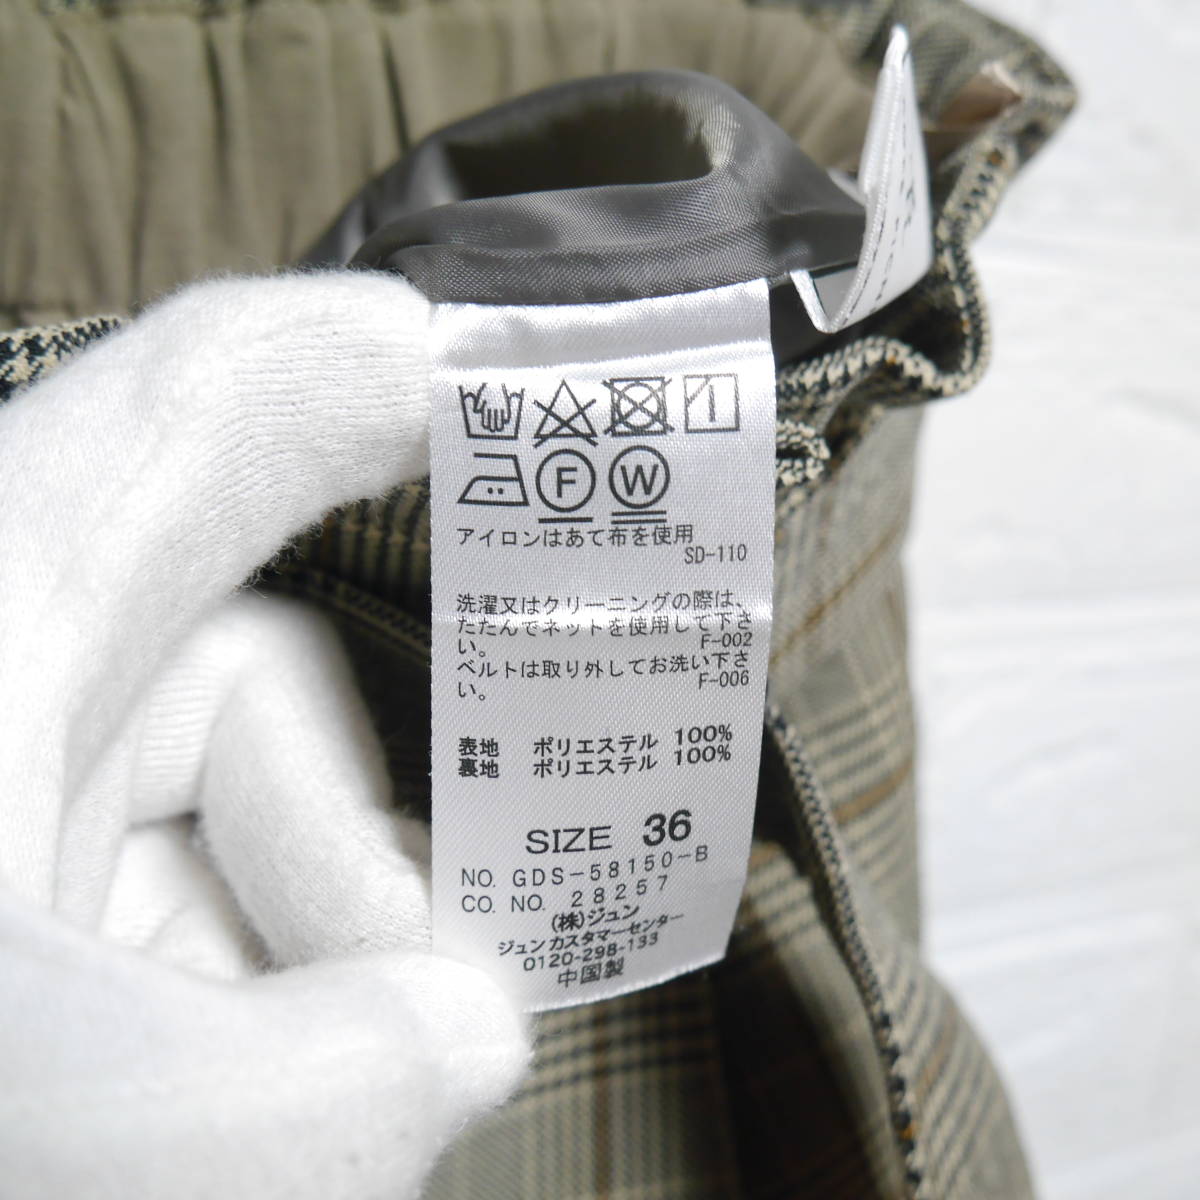 F W
アイロンはあて布を使用
SD-110
洗濯又はクリーニングの際は、
たたんでネットを使用して下さ
い。 F-002
ベルトは取り外してお洗い下さ
い。 F-006
表地 ポリエステル 100%
裏地 ポリエステル 100%
SIZE 36
NO. GDS-58150-B
CO. NO. 28257
(株)ジュン
ジュンカスタマーセンター
0120-298-133
中国製